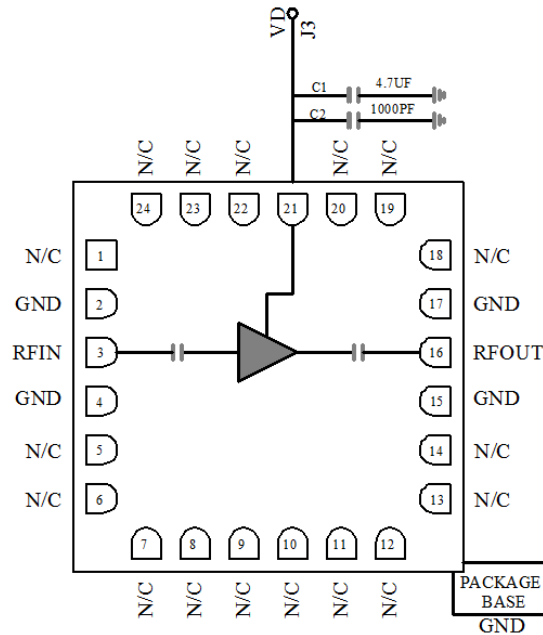 VD
J3
C1
4.7UF
C2
1000PF
N/C
N/C
N/C
N/C
N/C
24
23
22
21
20
19
N/C
1
18
N/C
GND
2
17
GND
RFIN
3
16
RFOUT
GND
4
15
GND
N/C
5
14
N/C
N/C
6
13
N/C
7
8
9
10
11
12
N/C
N/C
N/C
N/C
N/C
N/C
PACKAGE
BASE
GND